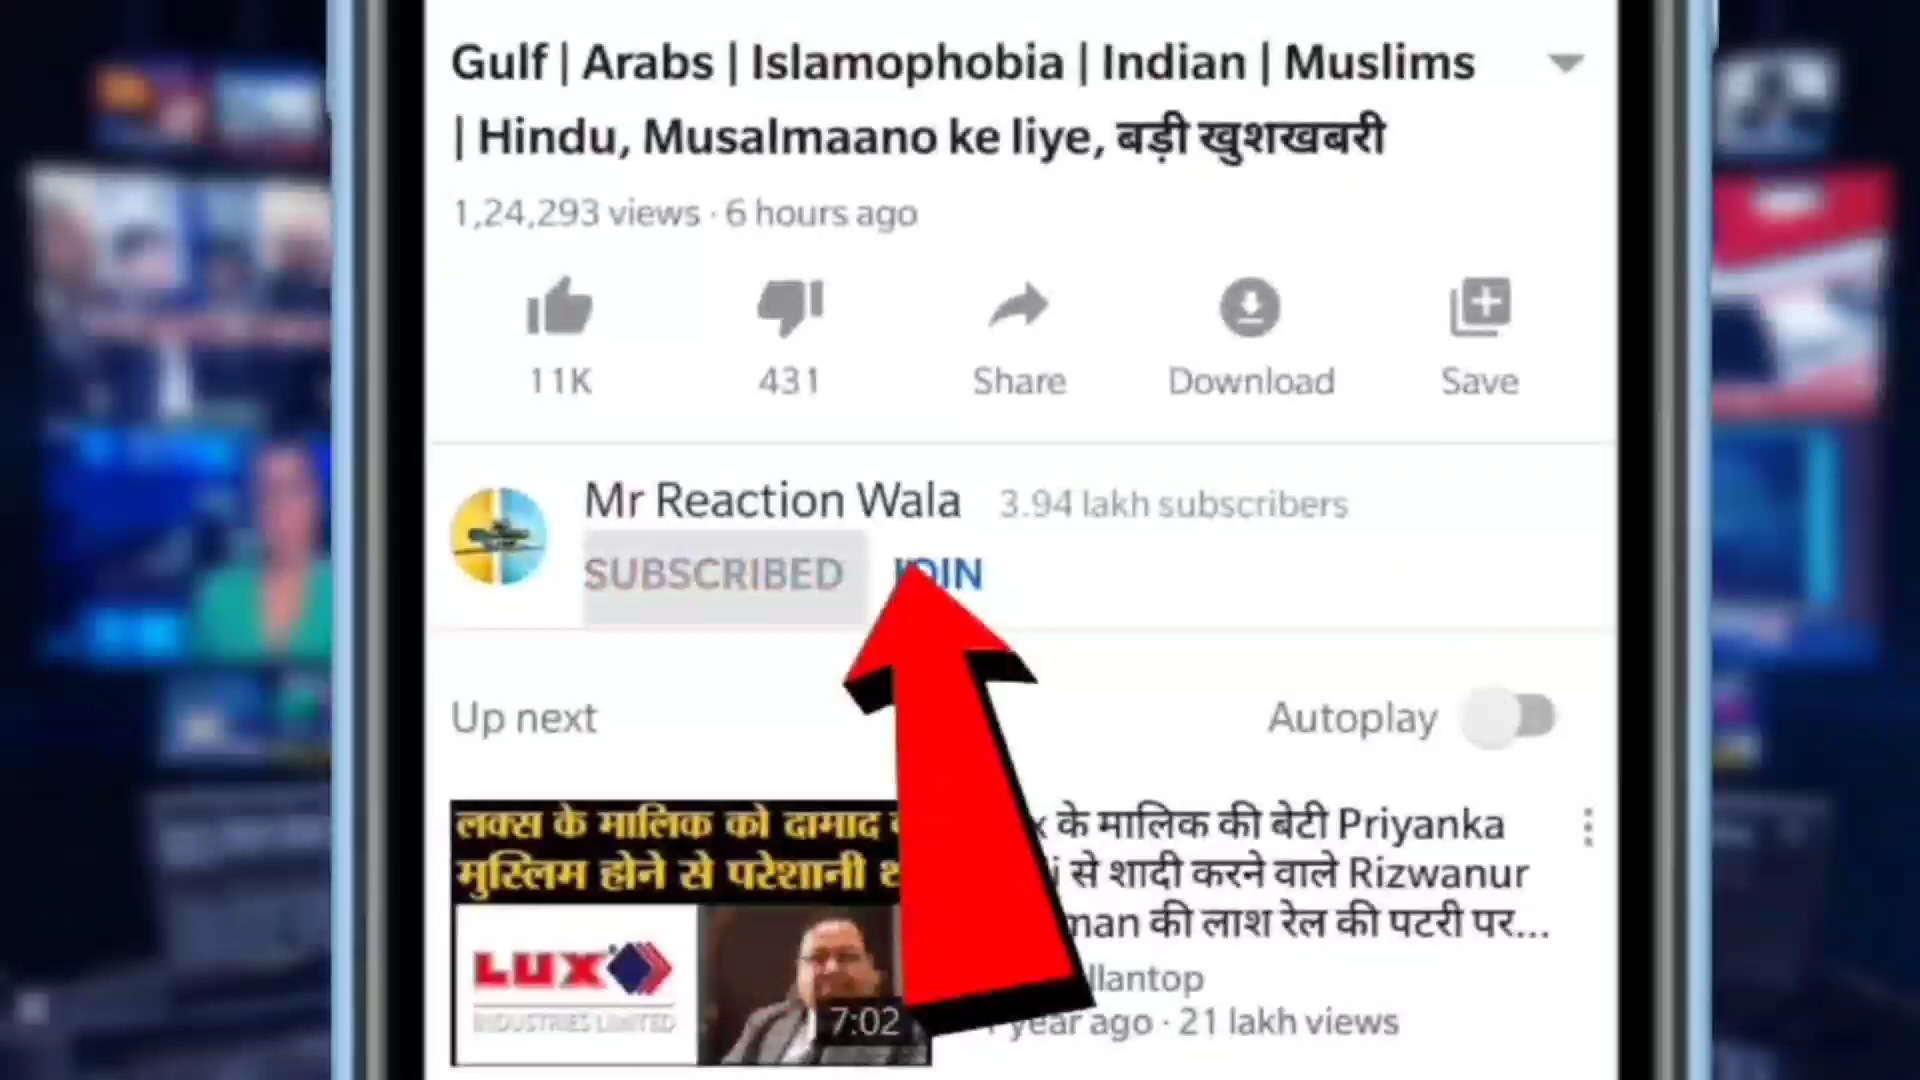 Gulf | Arabs | Islamophobia | Indian | Muslims
| Hindu, Musalmaano ke liye, बड़ी खुशखबरी
1,24,293 views · 6 hours ago
11K
431
Share
Download
Save
Mr Reaction Wala
3.94 lakh subscribers
SUBSCRIBED
JOIN
Up next
Autoplay
लक्स के मालिक को दामाद
मुस्लिम होने से परेशानी
LUX
INDUSTRIES LIMITED
7:02
के मालिक की बेटी Priyanka
से शादी करने वाले Rizwanur
की लाश रेल की पटरी पर...
year ago · 21 lakh views